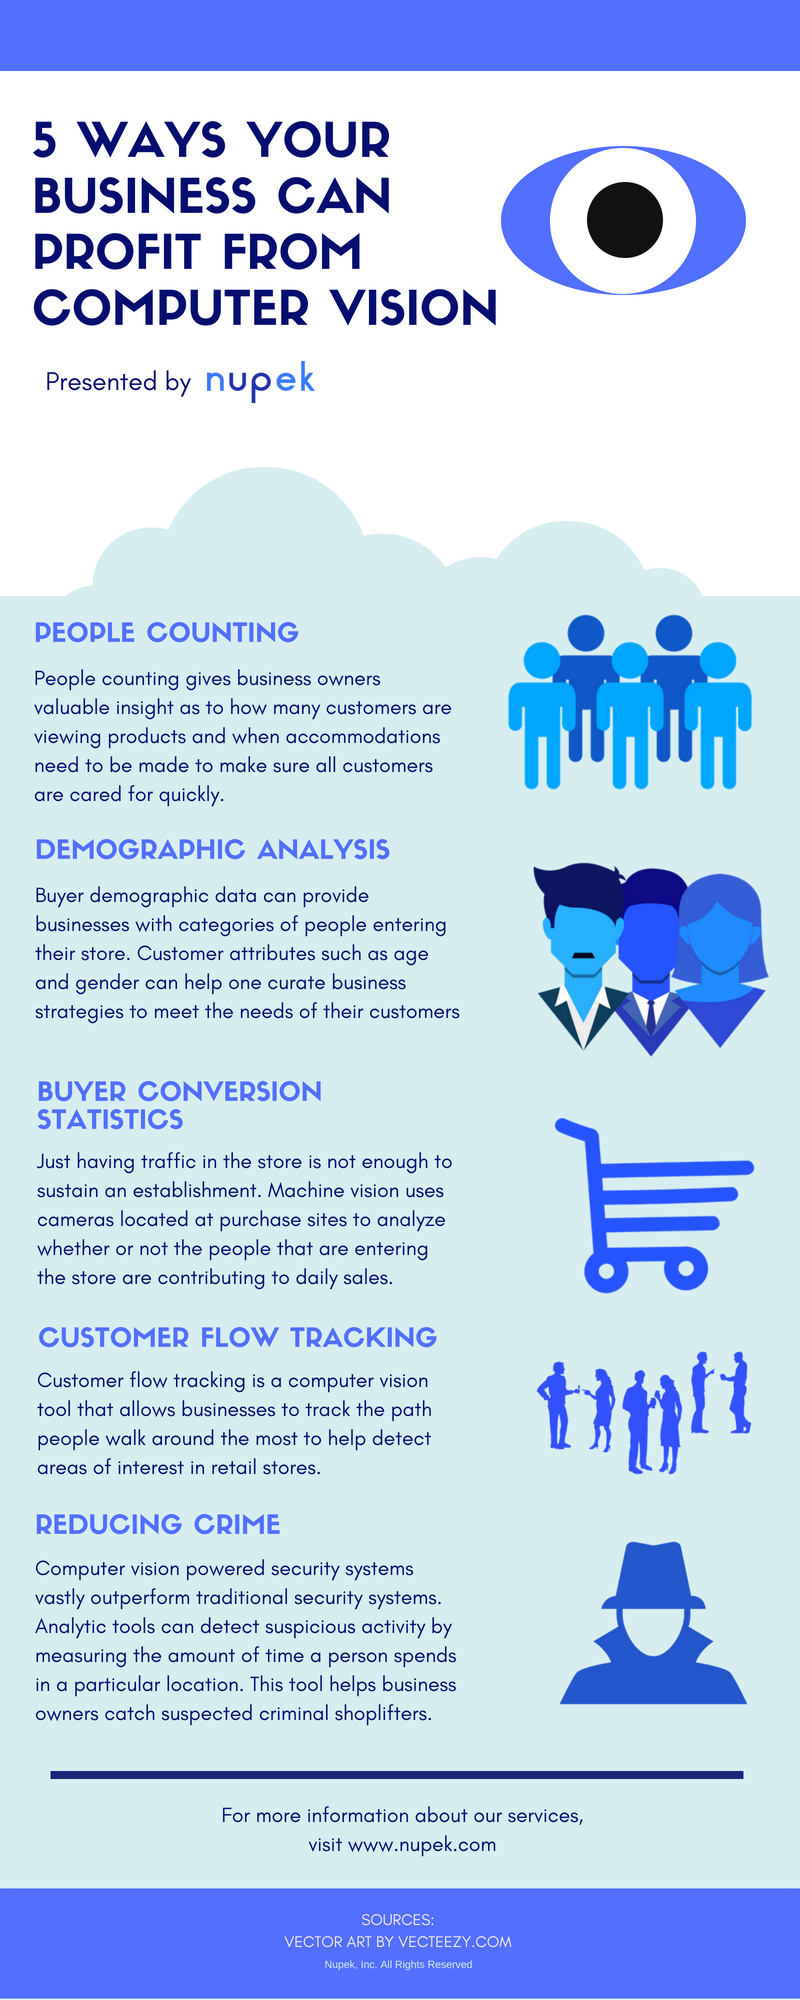 5 WAYS YOUR
BUSINESS CAN
PROFIT FROM
COMPUTER VISION
Presented by nupek
PEOPLE COUNTING
People counting gives business owners
valuable insight as to how many customers are
viewing products and when accommodations
need to be made to make sure all customers
are cared for quickly.
DEMOGRAPHIC ANALYSIS
Buyer demographic data can provide
businesses with categories of people entering
their store. Customer attributes such as age
and gender can help one curate business
strategies to meet the needs of their customers
BUYER CONVERSION
STATISTICS
Just having traffic in the store is not enough to
sustain an establishment. Machine vision uses
cameras located at purchase sites to analyze
whether or not the people that are entering
the store are contributing to daily sales.
CUSTOMER FLOW TRACKING
Customer flow tracking is a computer vision
tool that allows businesses to track the path
people walk around the most to help detect
areas of interest in retail stores.
REDUCING CRIME
Computer vision powered security systems
vastly outperform traditional security systems.
Analytic tools can detect suspicious activity by
measuring the amount of time a person spends
in a particular location. This tool helps business
owners catch suspected criminal shoplifters.
For more information about our services,
visit www.nupek.com
SOURCES:
VECTOR ART BY VECTEEZY.COM
Nupek, Inc. All Rights Reserved